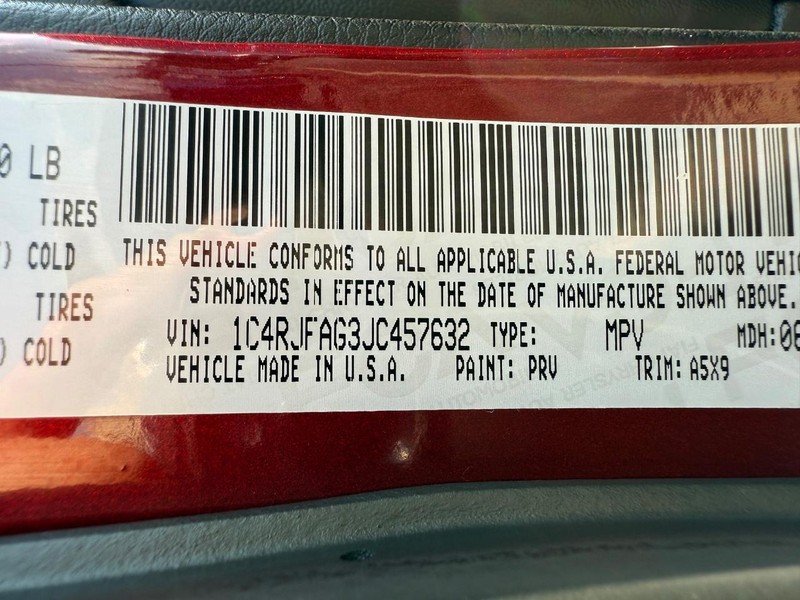 0 LB
TIRES
) COLD
TIRES
) COLD
THIS VEHICLE CONFORMS TO ALL APPLICABLE U.S.A. FEDERAL MOTOR VEHIC
STANDARDS IN EFFECT ON THE DATE OF MANUFACTURE SHOWN ABOVE.
VIN: 1C4RJFAG3JC457632 TYPE: MPV MDH: 06
VEHICLE MADE IN U.S.A. PAINT: PRV TRIM: A5X9